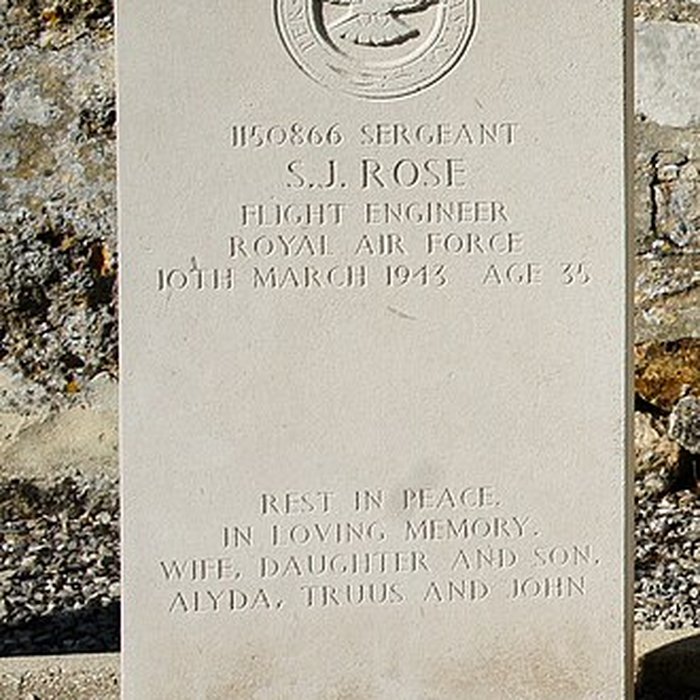 1150866 SERGEANT
S.J. ROSE
FLIGHT ENGINEER
ROYAL AIR FORCE
10TH MARCH 1943 AGE 35
REST IN PEACE.
IN LOVING MEMORY.
WIFE, DAUGHTER AND SON,
ALYDA, TRUUS AND JOHN